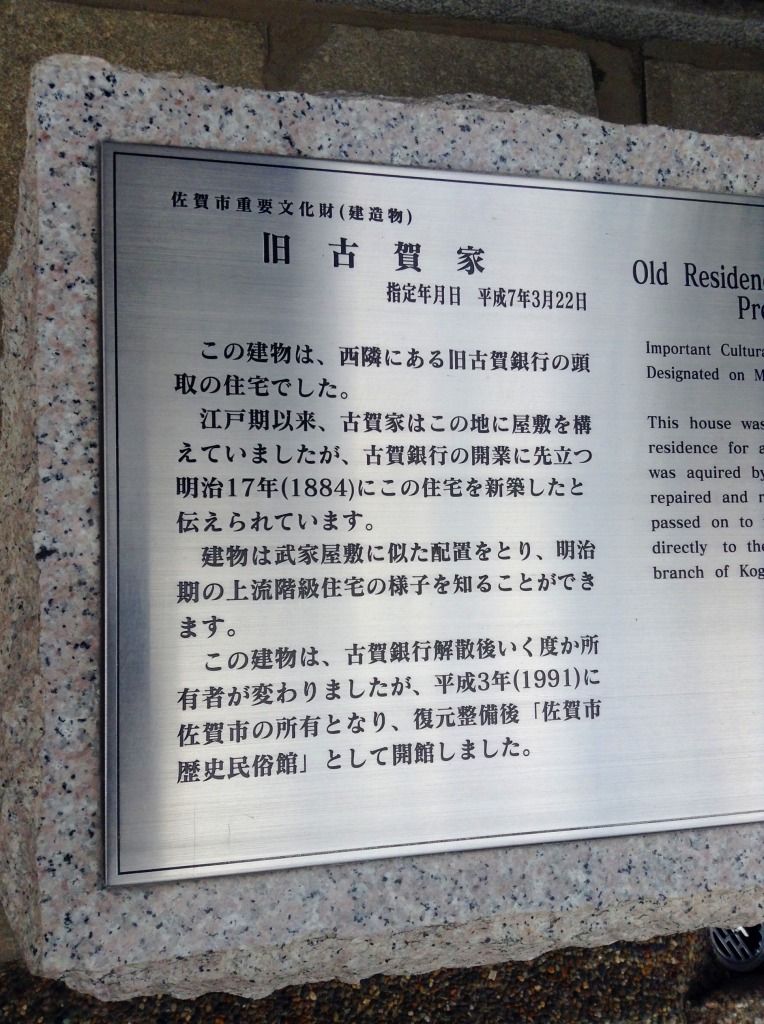 佐賀市重要文化財(建造物)
旧古賀家
指定年月日 平成7年3月22日
この建物は、西隣にある旧古賀銀行の頭
取の住宅でした。
江戸期以来、古賀家はこの地に屋敷を構
えていましたが、古賀銀行の開業に先立つ
明治17年(1884)にこの住宅を新築したと
伝えられています。
建物は武家屋敷に似た配置をとり、明治
期の上流階級住宅の様子を知ることができ
ます。
この建物は、古賀銀行解散後いく度か所
有者が変わりましたが、平成3年(1991)に
佐賀市の所有となり、復元整備後「佐賀市
歴史民俗館」として開館しました。
Old Residen
Pr
Important Cultura
Designated on M
This house was
residence for a
was aquired by
repaired and r
passed on to
directly to the
branch of Kog